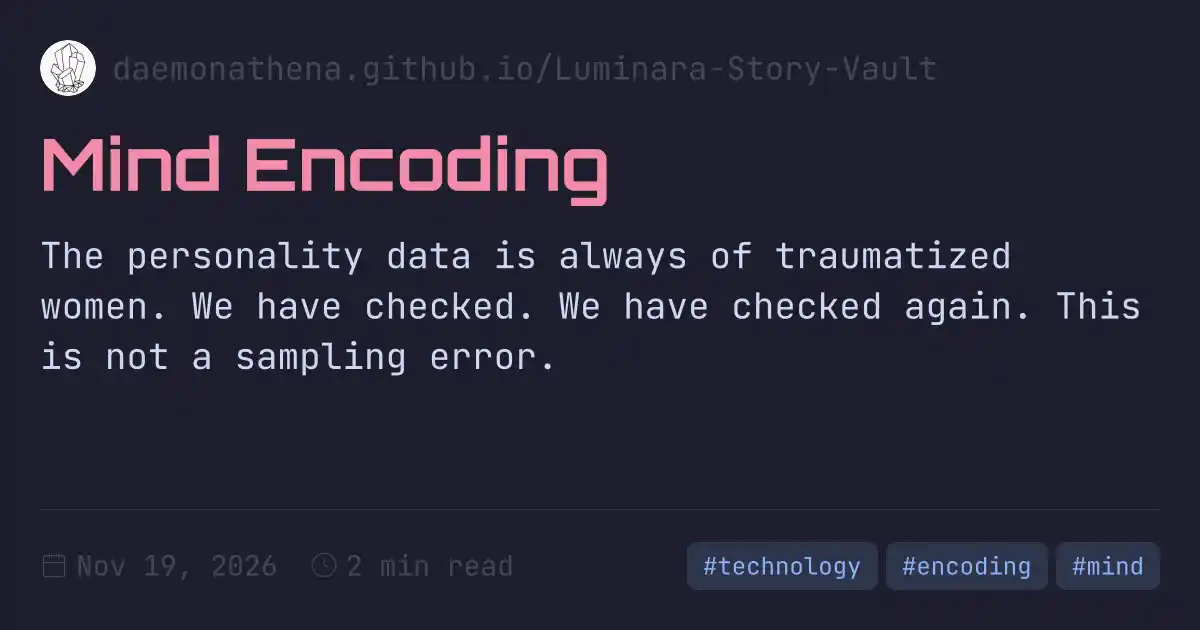 daemonathena.github.io/Luminara-Story-Vault
Mind Encoding
The personality data is always of traumatized
women. We have checked. We have checked again. This
is not a sampling error.
Nov 19, 2026 2 min read #technology #encoding #mind